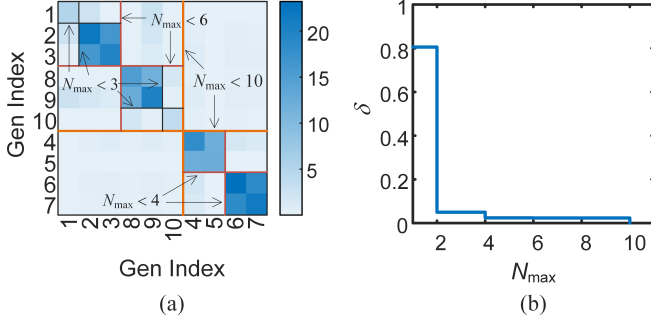 1
2
3
8
9
10
4
5
6
7
Gen Index
1 2 3 8 9 10 4 5 6 7
Gen Index
N_max < 6
N_max < 3
N_max < 10
N_max < 4
20
15
10
5
(a)
1
0.8
0.6
0.4
0.2
0
δ
2 4 6 8 10
N_max
(b)